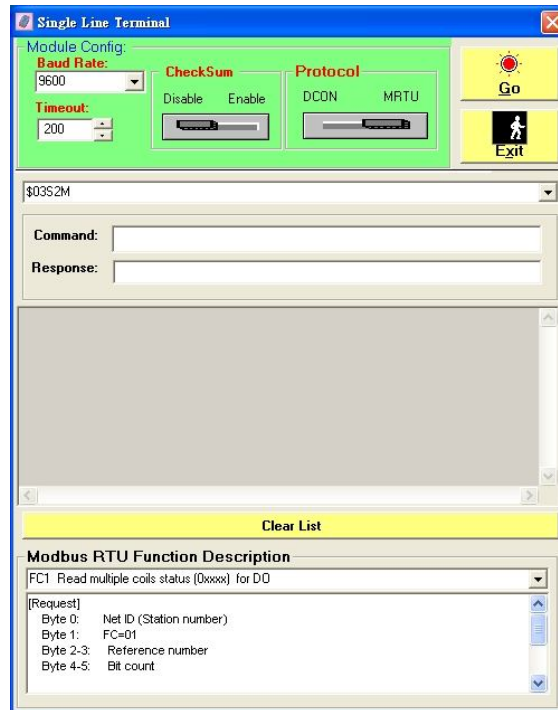 Single Line Terminal
Module Config:
Baud Rate:
9600
Timeout:
200
CheckSum
Disable Enable
Protocol
DCON MRTU
Go
Exit
$03S2M
Command:
Response:
Clear List
Modbus RTU Function Description
FC1 Read multiple coils status (0xxxx) for DO
[Request]
Byte 0: Net ID (Station number)
Byte 1: FC=01
Byte 2-3: Reference number
Byte 4-5: Bit count